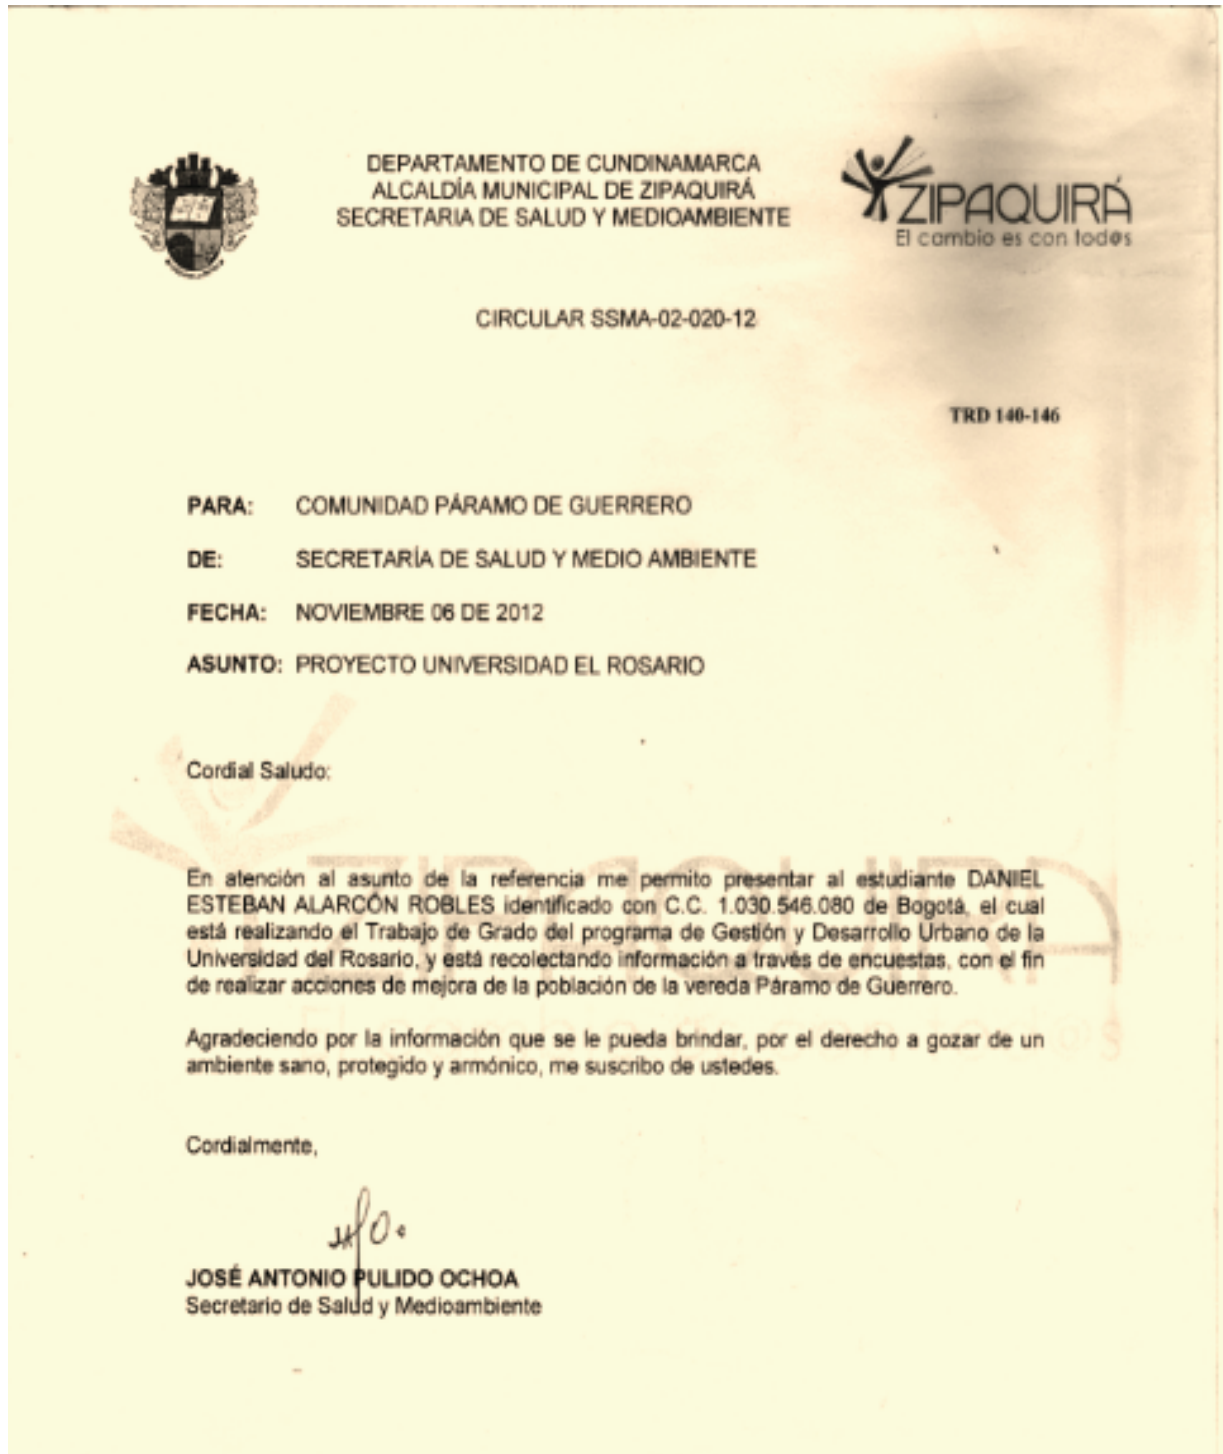 DEPARTAMENTO DE CUNDINAMARCA
ALCALDÍA MUNICIPAL DE ZIPAQUIRÁ
SECRETARIA DE SALUD Y MEDIOAMBIENTE
ZIPAQUIRÁ
El cambio es con tod@s
CIRCULAR SSMA-02-020-12
TRD 140-146
PARA: COMUNIDAD PÁRAMO DE GUERRERO
DE: SECRETARÍA DE SALUD Y MEDIO AMBIENTE
FECHA: NOVIEMBRE 06 DE 2012
ASUNTO: PROYECTO UNIVERSIDAD EL ROSARIO
Cordial Saludo:
En atención al asunto de la referencia me permito presentar al estudiante DANIEL
ESTEBAN ALARCÓN ROBLES identificado con C.C. 1.030.546.080 de Bogotá, el cual
está realizando el Trabajo de Grado del programa de Gestión y Desarrollo Urbano de la
Universidad del Rosario, y está recolectando información a través de encuestas, con el fin
de realizar acciones de mejora de la población de la vereda Páramo de Guerrero.
Agradeciendo por la información que se le pueda brindar, por el derecho a gozar de un
ambiente sano, protegido y armónico, me suscribo de ustedes.
Cordialmente,
JOSÉ ANTONIO PULIDO OCHOA
Secretario de Salud y Medioambiente